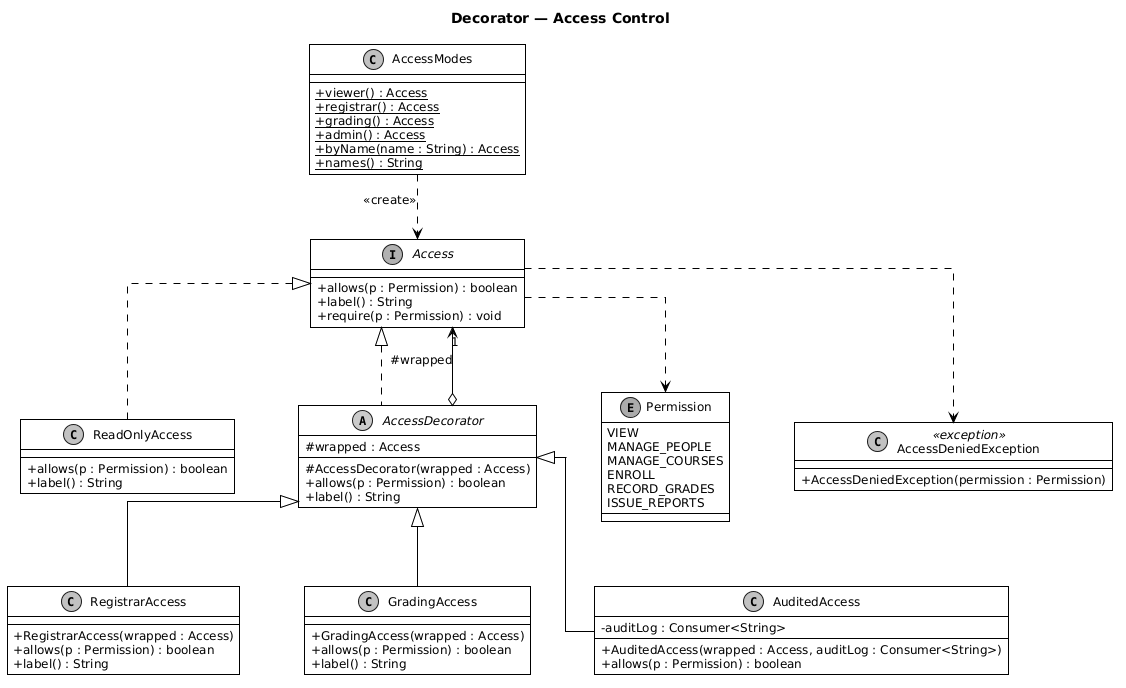 Decorator — Access Control
C AccessModes
+viewer() : Access
+registrar() : Access
+grading() : Access
+admin() : Access
+byName(name : String) : Access
+names() : String
«create»
I Access
+allows(p : Permission) : boolean
+label() : String
+require(p : Permission) : void
1
#wrapped
C ReadOnlyAccess
+allows(p : Permission) : boolean
+label() : String
A AccessDecorator
#wrapped : Access
#AccessDecorator(wrapped : Access)
+allows(p : Permission) : boolean
+label() : String
E Permission
VIEW
MANAGE_PEOPLE
MANAGE_COURSES
ENROLL
RECORD_GRADES
ISSUE_REPORTS
«exception»
C AccessDeniedException
+AccessDeniedException(permission : Permission)
C RegistrarAccess
+RegistrarAccess(wrapped : Access)
+allows(p : Permission) : boolean
+label() : String
C GradingAccess
+GradingAccess(wrapped : Access)
+allows(p : Permission) : boolean
+label() : String
C AuditedAccess
-auditLog : Consumer<String>
+AuditedAccess(wrapped : Access, auditLog : Consumer<String>)
+allows(p : Permission) : boolean